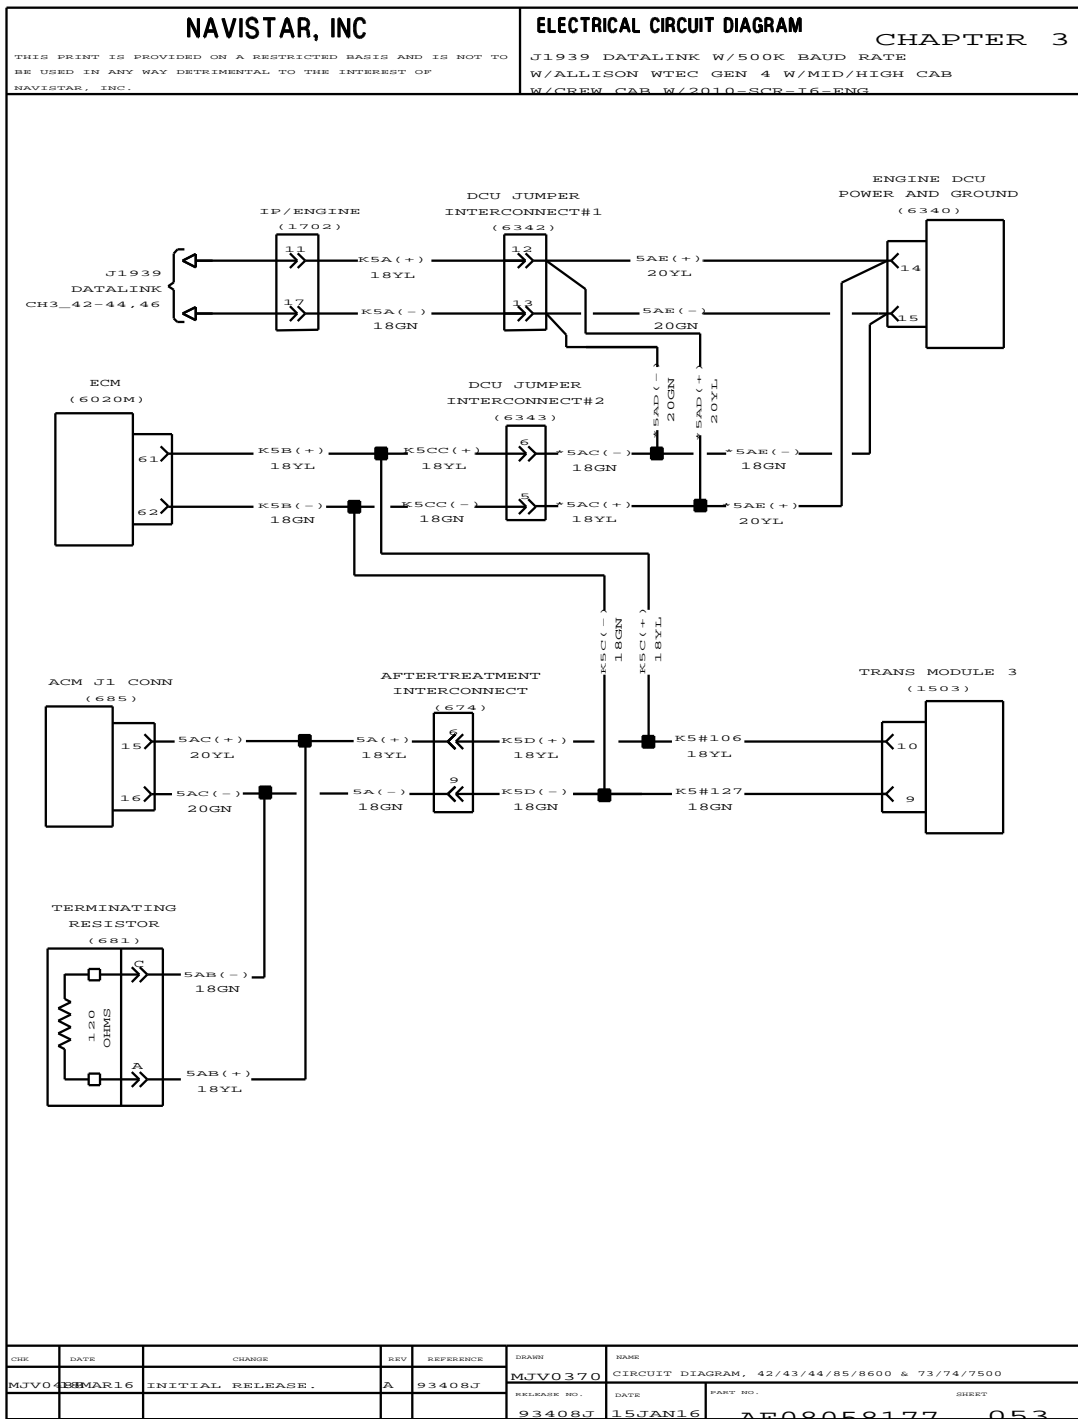 NAVISTAR, INC
THIS PRINT IS PROVIDED ON A RESTRICTED BASIS AND IS NOT TO
BE USED IN ANY WAY DETRIMENTAL TO THE INTEREST OF
NAVISTAR, INC.
ELECTRICAL CIRCUIT DIAGRAM
CHAPTER 3
J1939 DATALINK W/500K BAUD RATE
W/ALLISON WTEC GEN 4 W/MID/HIGH CAB
W/CREW CAB W/2010-SCR-I6-ENG
ENGINE DCU
POWER AND GROUND
(6340)
DCU JUMPER
INTERCONNECT#1
(6342)
IP/ENGINE
(1702)
11
K5A(+)
18YL
12
5AE(+)
20YL
14
J1939
DATALINK
CH3_42-44,46
17
K5A(-)
18GN
13
5AE(-)
20GN
15
*5AD(-)
20GN
*5AD(+)
20YL
ECM
(6020M)
DCU JUMPER
INTERCONNECT#2
(6343)
61
K5B(+)
18YL
K5CC(+)
18YL
6
*5AC(-)
18GN
*5AE(-)
18GN
62
K5B(-)
18GN
K5CC(-)
18GN
5
*5AC(+)
18YL
*5AE(+)
20YL
K5C(-)
18GN
K5C(+)
18YL
ACM J1 CONN
(685)
AFTERTREATMENT
INTERCONNECT
(674)
TRANS MODULE 3
(1503)
15
5AC(+)
20YL
5A(+)
18YL
6
K5D(+)
18YL
K5#106
18YL
10
16
5AC(-)
20GN
5A(-)
18GN
9
K5D(-)
18GN
K5#127
18GN
9
TERMINATING
RESISTOR
(681)
C
5AB(-)
18GN
120
OHMS
A
5AB(+)
18YL
CHK
DATE
CHANGE
REV
REFERENCE
DRAWN
NAME
MAR16
INITIAL RELEASE.
A
93408J
MJV0370
CIRCUIT DIAGRAM, 42/43/44/85/8600 & 73/74/7500
RELEASE NO.
DATE
PART NO.
SHEET
93408J
15JAN16
AE08058177
053